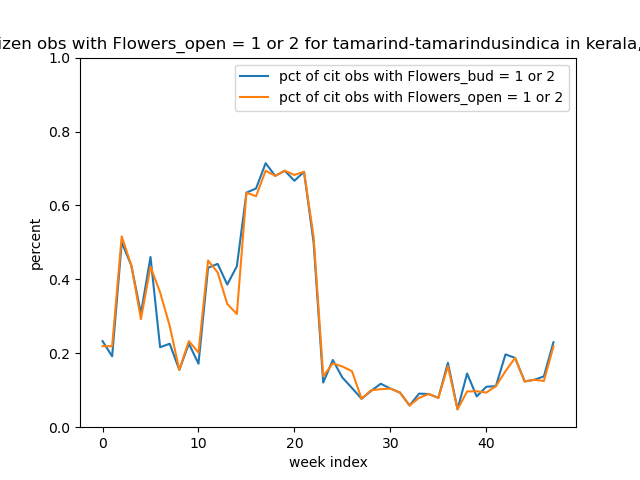 izen obs with Flowers_open = 1 or 2 for tamarind-tamarindusindica in kerala,
1.0
pct of cit obs with Flowers_bud = 1 or 2
pct of cit obs with Flowers_open = 1 or 2
0.8
0.6
percent
0.4
0.2
0.0
0 10 20 30 40
week index